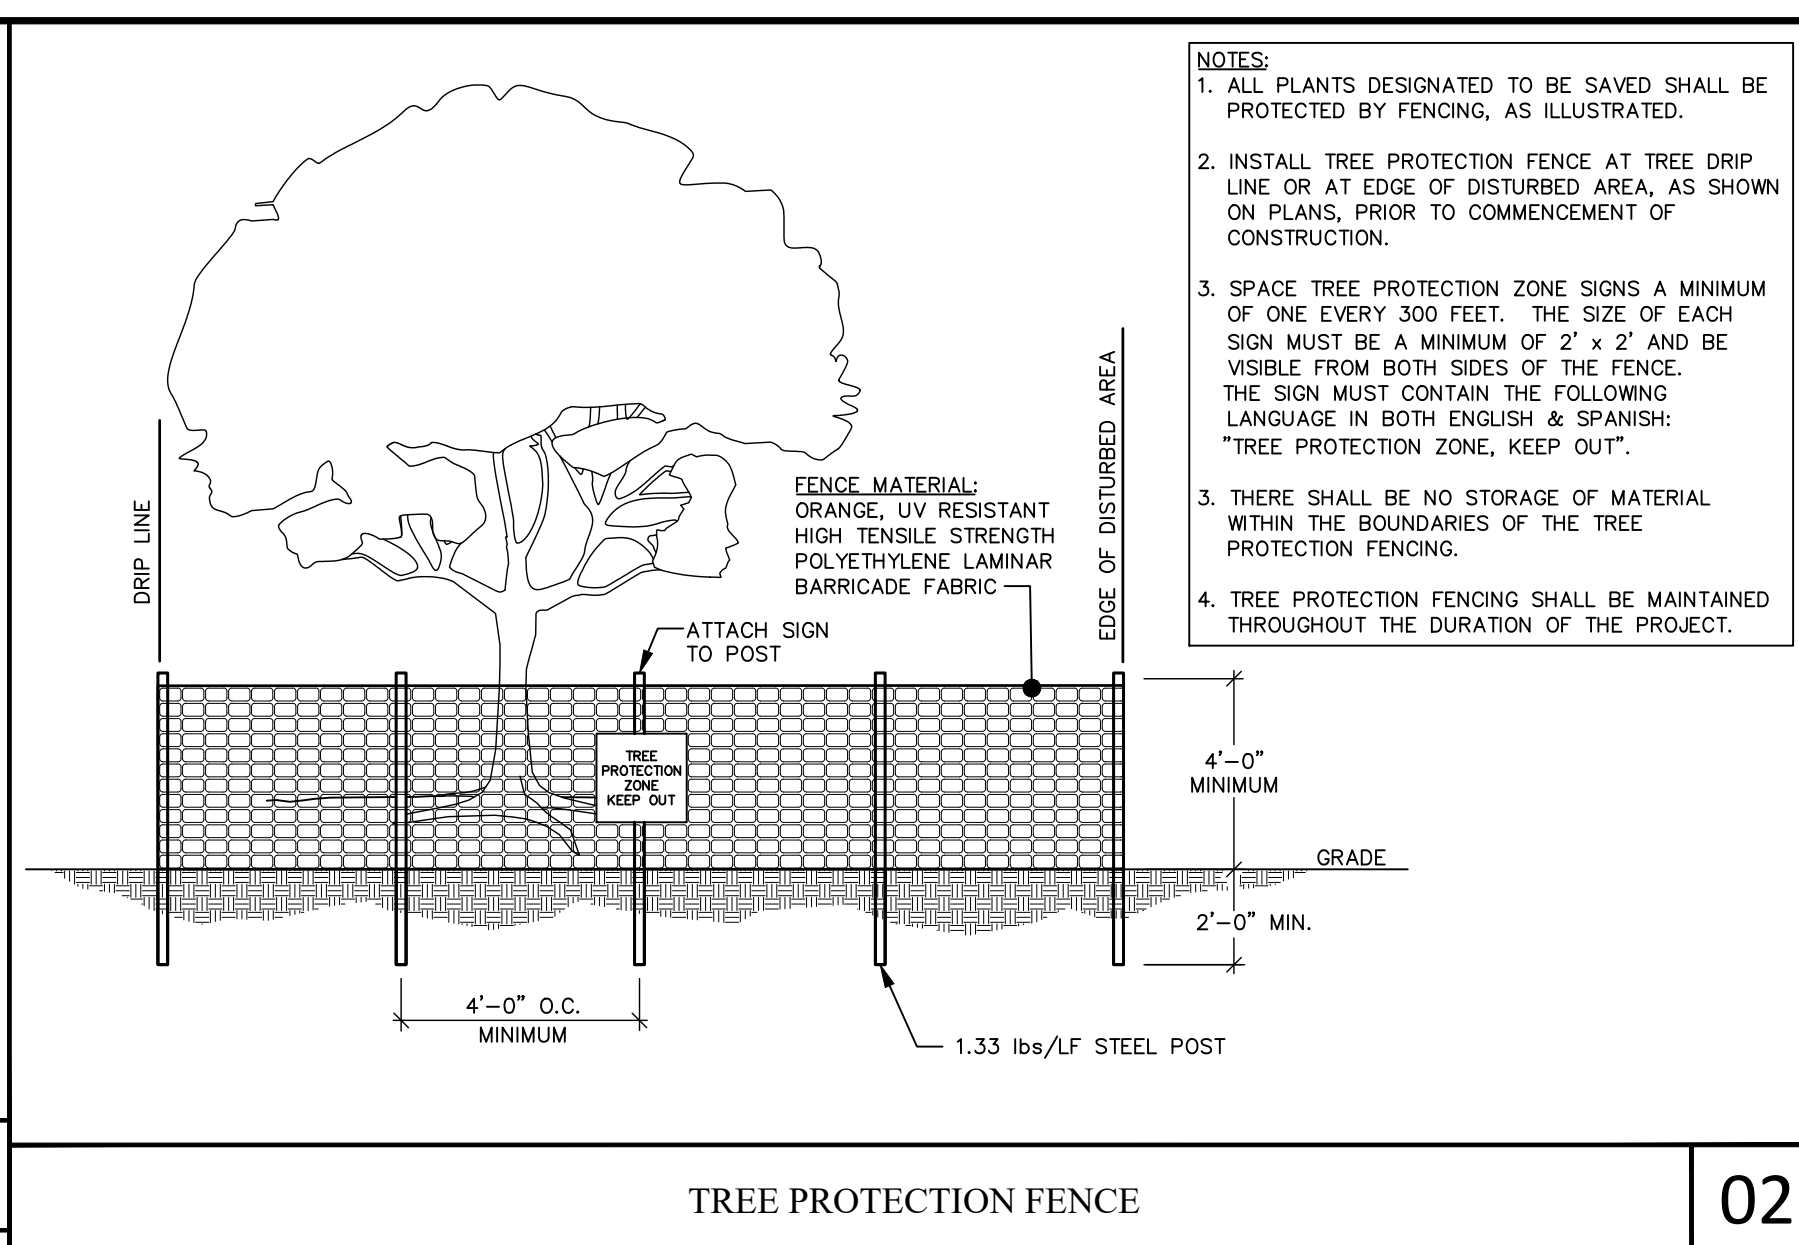 NOTES:
1. ALL PLANTS DESIGNATED TO BE SAVED SHALL BE
PROTECTED BY FENCING, AS ILLUSTRATED.
2. INSTALL TREE PROTECTION FENCE AT TREE DRIP
LINE OR AT EDGE OF DISTURBED AREA, AS SHOWN
ON PLANS, PRIOR TO COMMENCEMENT OF
CONSTRUCTION.
3. SPACE TREE PROTECTION ZONE SIGNS A MINIMUM
OF ONE EVERY 300 FEET. THE SIZE OF EACH
SIGN MUST BE A MINIMUM OF 2' x 2' AND BE
VISIBLE FROM BOTH SIDES OF THE FENCE.
THE SIGN MUST CONTAIN THE FOLLOWING
LANGUAGE IN BOTH ENGLISH & SPANISH:
"TREE PROTECTION ZONE, KEEP OUT".
3. THERE SHALL BE NO STORAGE OF MATERIAL
WITHIN THE BOUNDARIES OF THE TREE
PROTECTION FENCING.
4. TREE PROTECTION FENCING SHALL BE MAINTAINED
THROUGHOUT THE DURATION OF THE PROJECT.
DRIP LINE
EDGE OF DISTURBED AREA
FENCE MATERIAL:
ORANGE, UV RESISTANT
HIGH TENSILE STRENGTH
POLYETHYLENE LAMINAR
BARRICADE FABRIC
ATTACH SIGN
TO POST
TREE
PROTECTION
ZONE
KEEP OUT
4'-0"
MINIMUM
GRADE
2'-0" MIN.
4'-0" O.C.
MINIMUM
1.33 lbs/LF STEEL POST
TREE PROTECTION FENCE
02